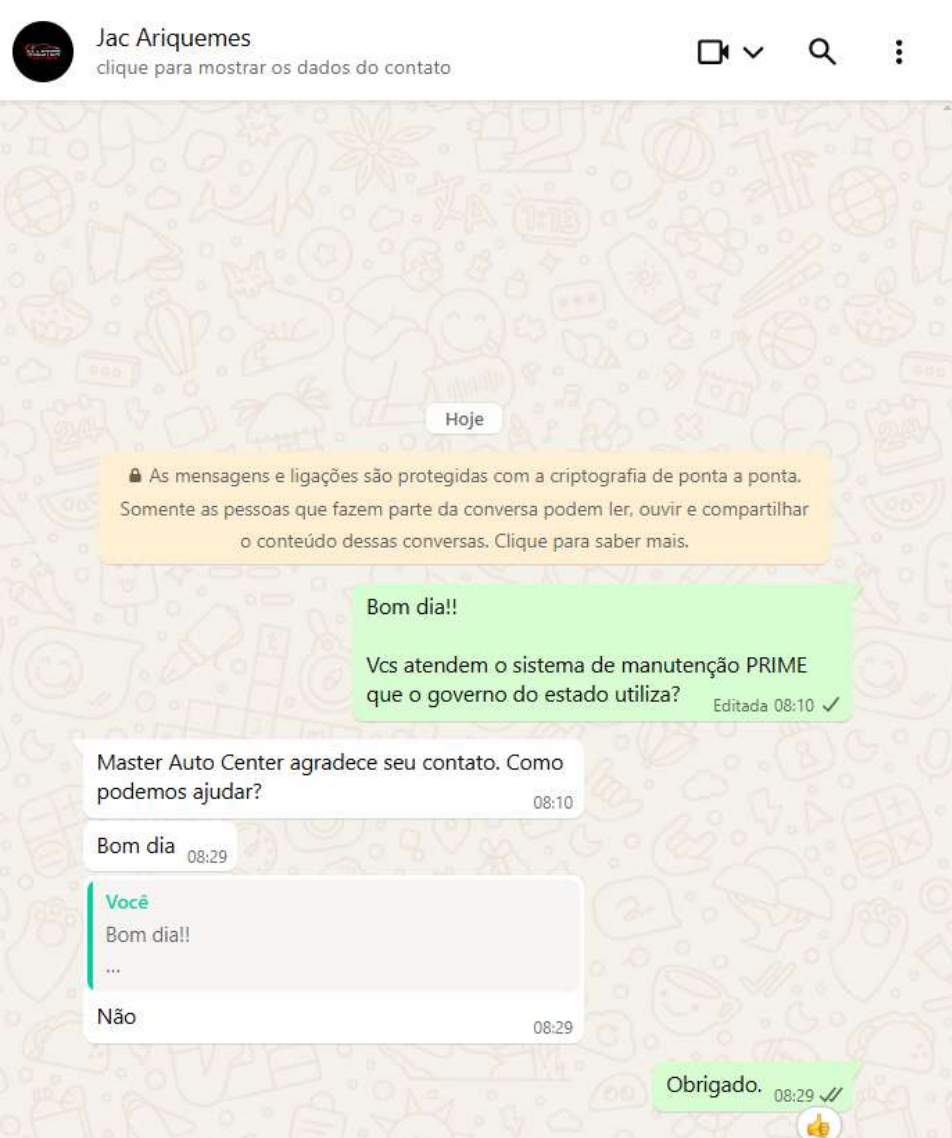 MASTER
Jac Ariquemes
clique para mostrar os dados do contato
Hoje
As mensagens e ligações são protegidas com a criptografia de ponta a ponta.
Somente as pessoas que fazem parte da conversa podem ler, ouvir e compartilhar
o conteúdo dessas conversas. Clique para saber mais.
Bom dia!!
Vcs atendem o sistema de manutenção PRIME
que o governo do estado utiliza?
Editada 08:10
Master Auto Center agradece seu contato. Como
podemos ajudar?
08:10
Bom dia 08:29
Você
Bom dia!!
...
Não
08:29
Obrigado. 08:29